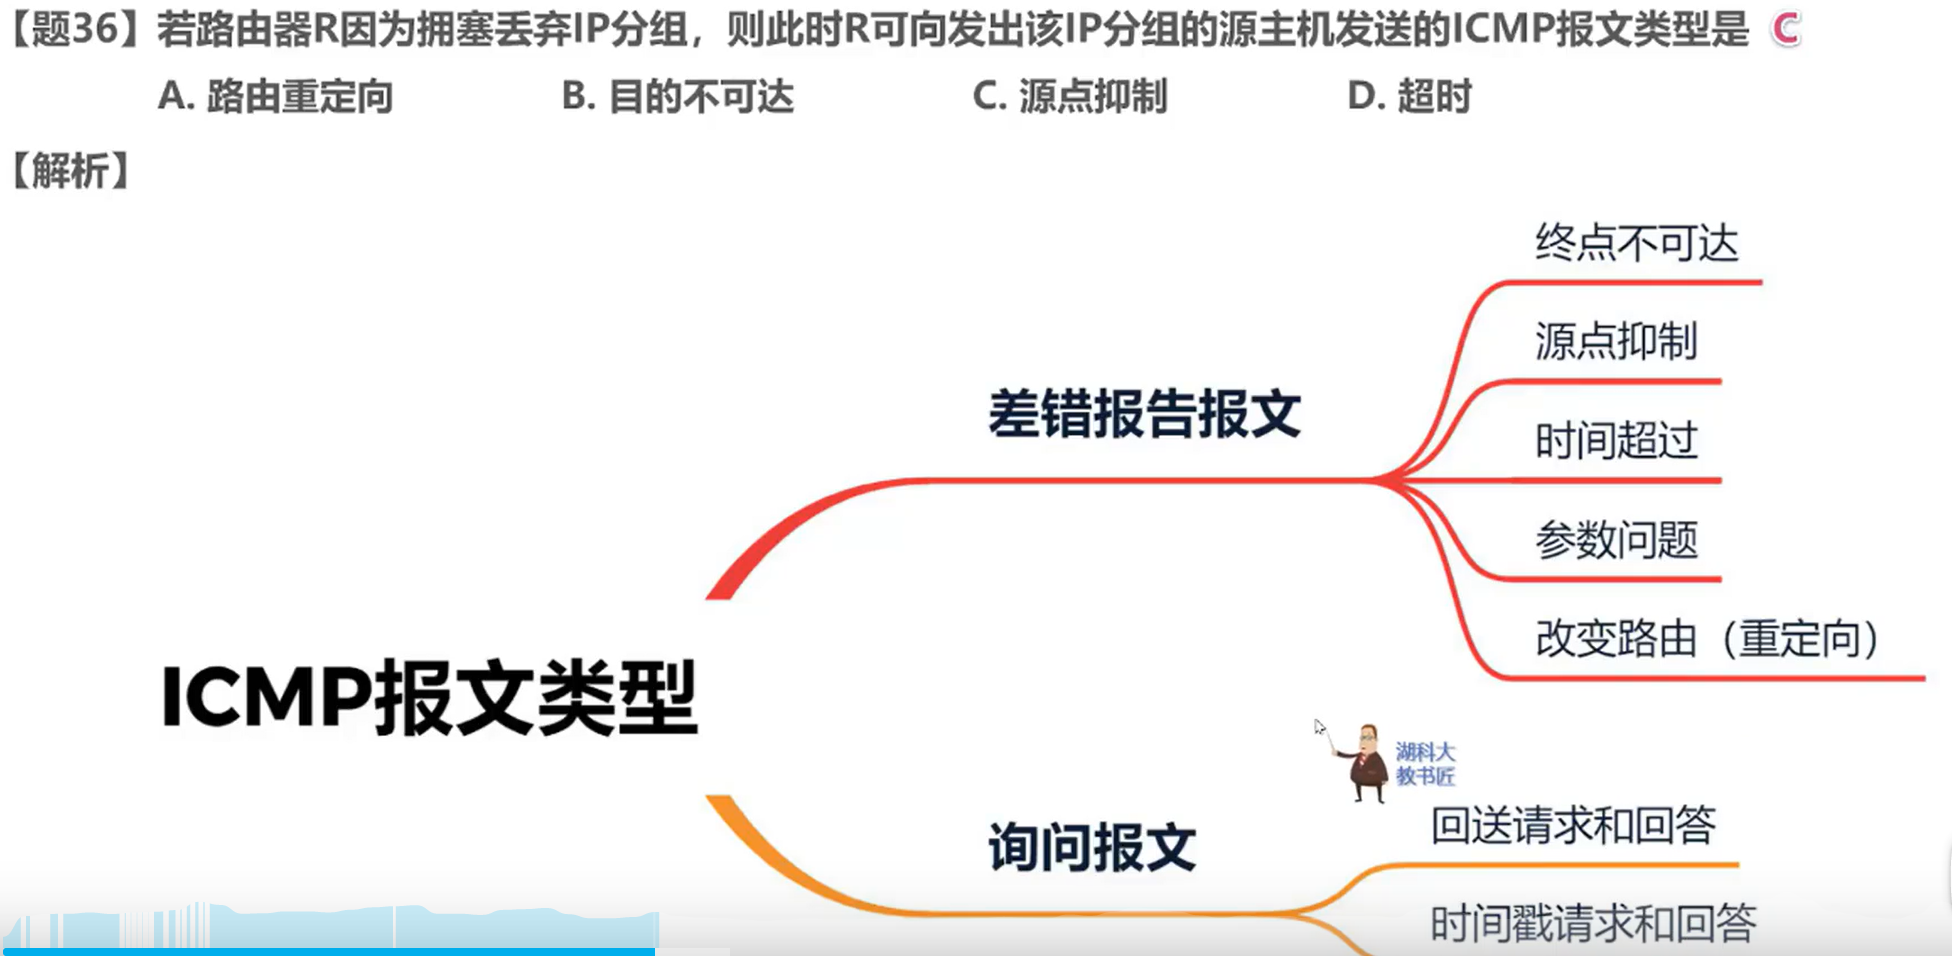 【题36】若路由器R因为拥塞丢弃IP分组，则此时R可向发出该IP分组的源主机发送的ICMP报文类型是 C
A. 路由重定向 B. 目的不可达 C. 源点抑制 D. 超时
【解析】
终点不可达
源点抑制
差错报告报文
时间超过
参数问题
改变路由（重定向）
ICMP报文类型
湖科大
教书匠
询问报文
回送请求和回答
时间戳请求和回答